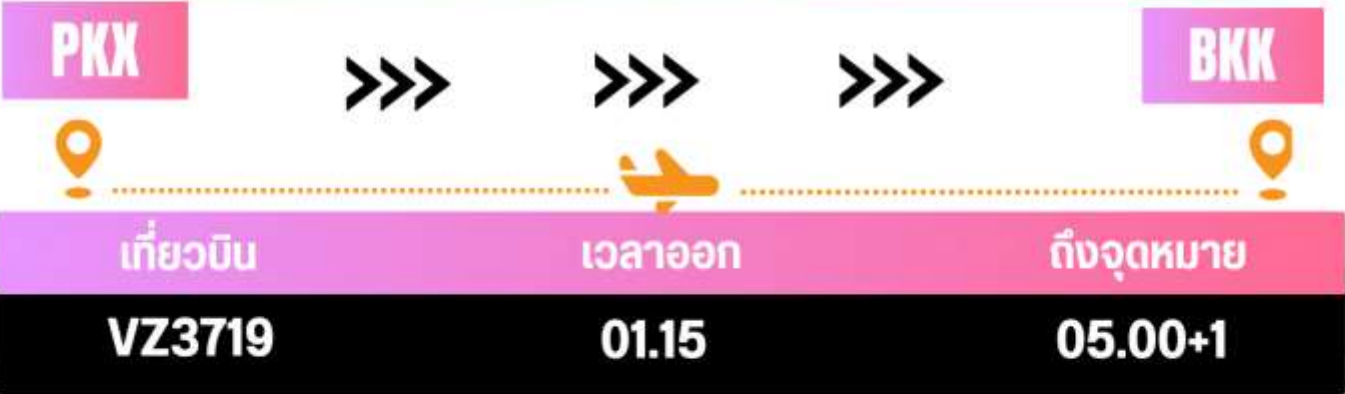 PKX >>> >>> >>> BKK
เที่ยวบิน เวลาออก ถึงจุดหมาย
VZ3719 01.15 05.00+1